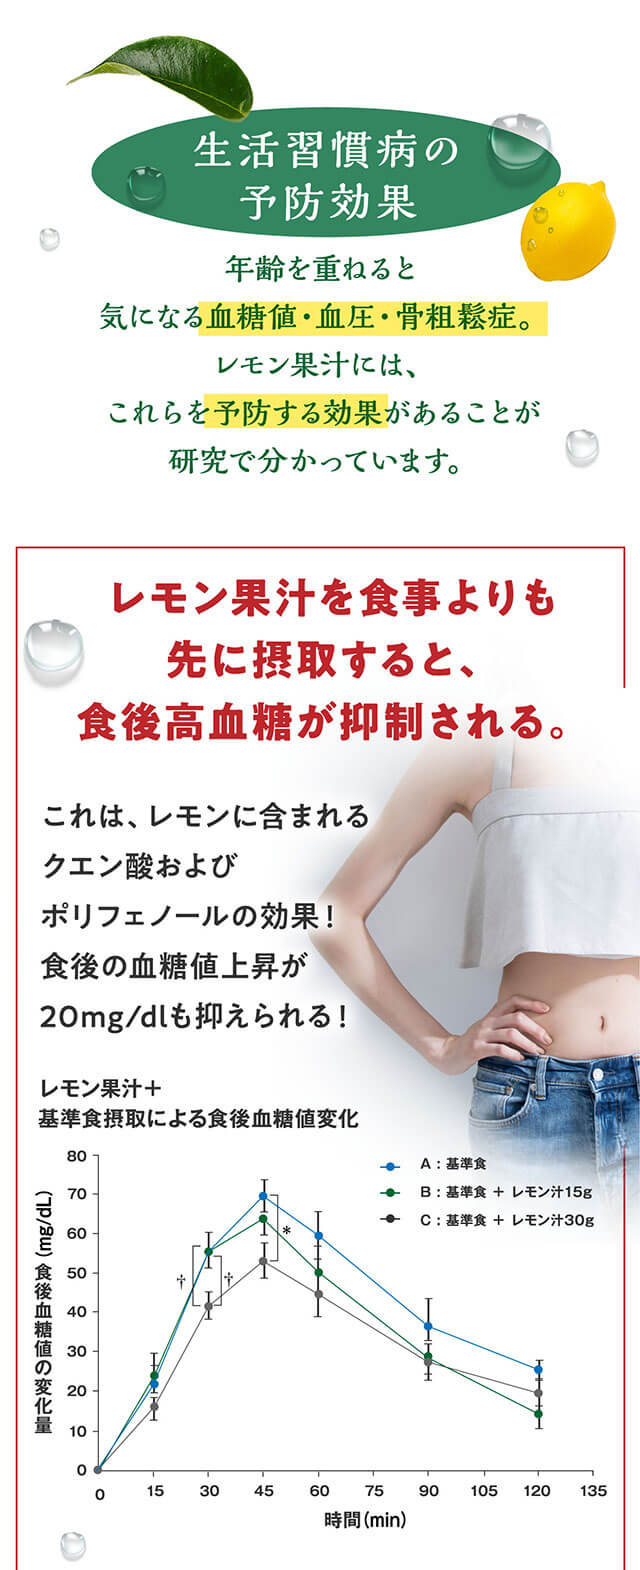 生活習慣病の
予防効果
年齢を重ねると
気になる血糖値・血圧・骨粗鬆症。
レモン果汁には、
これらを予防する効果があることが
研究で分かっています。
レモン果汁を食事よりも
先に摂取すると、
食後高血糖が抑制される。
これは、レモンに含まれる
クエン酸および
ポリフェノールの効果！
食後の血糖値上昇が
20mg/dlも抑えられる！
レモン果汁＋
基準食摂取による食後血糖値変化
食後血糖値の変化量(mg/dL)
80
70
60
50
40
30
20
10
0
A：基準食
B：基準食 ＋ レモン汁15g
C：基準食 ＋ レモン汁30g
†
†
*
0 15 30 45 60 75 90 105 120 135
時間(min)